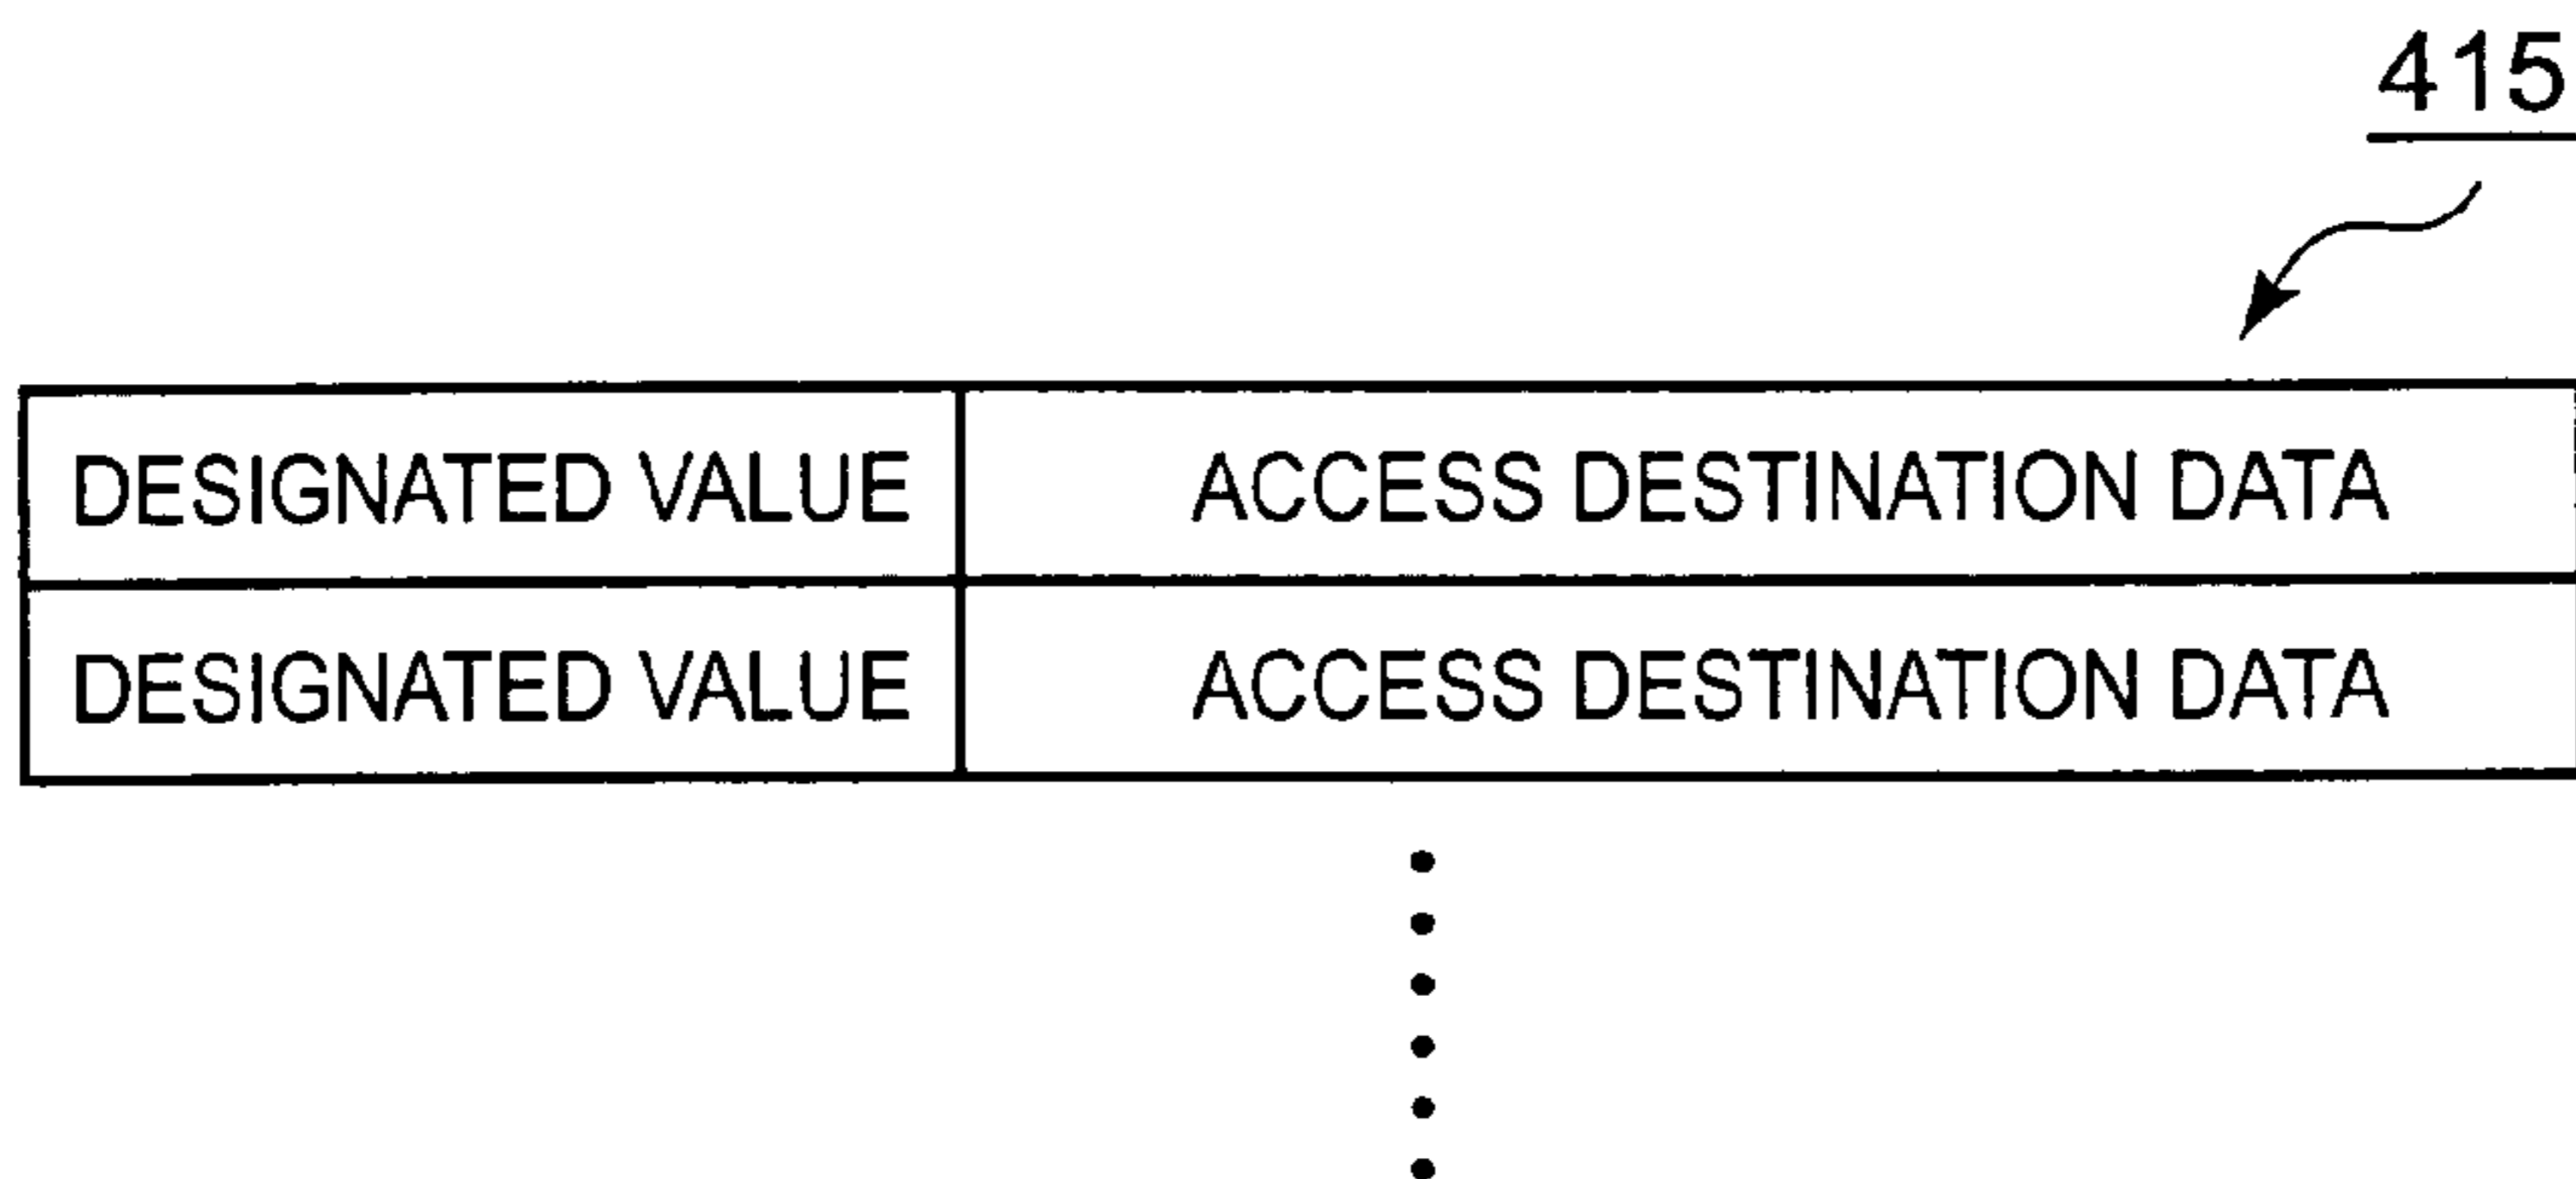 415
DESIGNATED VALUE ACCESS DESTINATION DATA
DESIGNATED VALUE ACCESS DESTINATION DATA